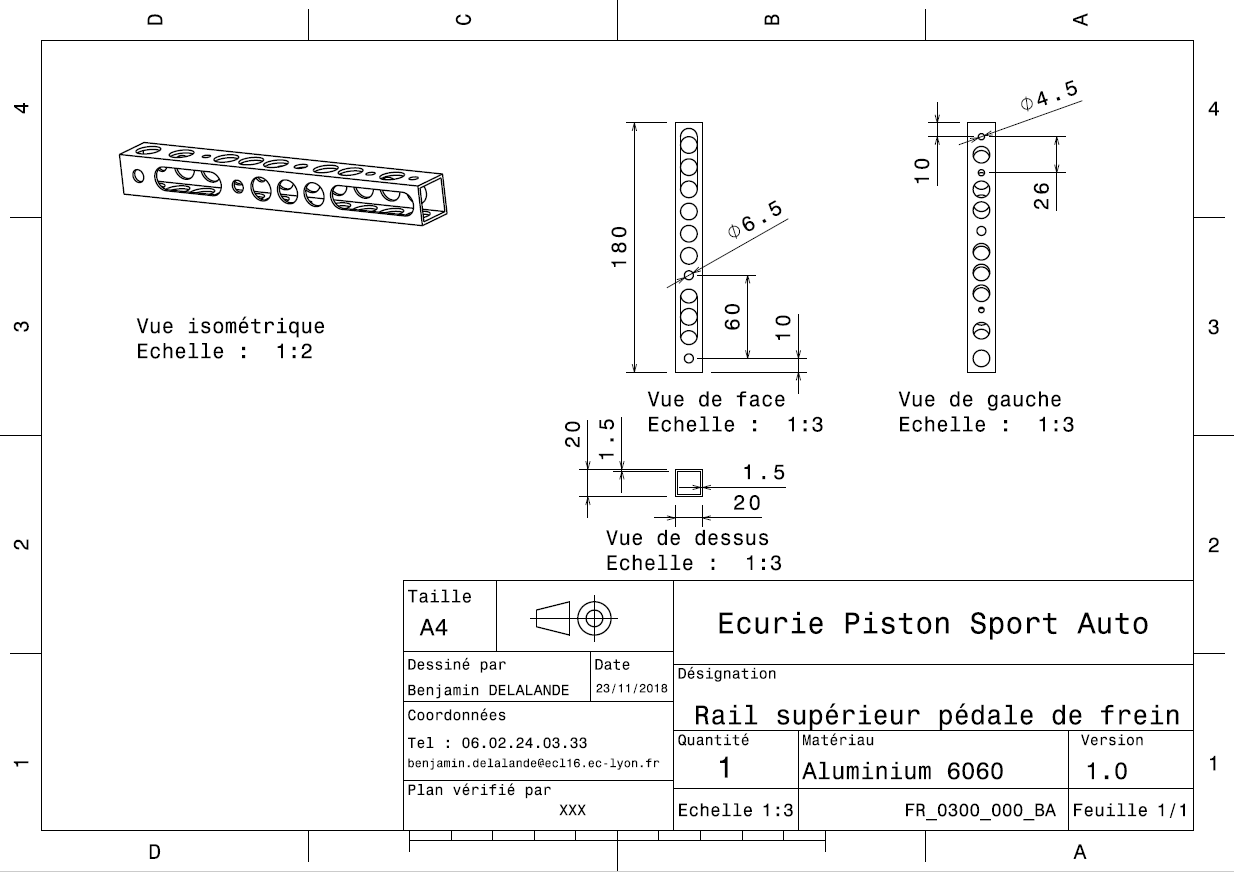 D C B A
4 4
⌀4.5
10
26
180
⌀6.5
60
10
3 3
Vue isométrique
Echelle : 1:2
Vue de face
Echelle : 1:3
Vue de gauche
Echelle : 1:3
20
1.5
1.5
20
2 2
Vue de dessus
Echelle : 1:3
Taille
A4
Ecurie Piston Sport Auto
Dessiné par
Benjamin DELALANDE
Date
23/11/2018
Désignation
Rail supérieur pédale de frein
Coordonnées
Tel : 06.02.24.03.33
benjamin.delalande@ecl16.ec-lyon.fr
Quantité
1
Matériau
Aluminium 6060
Version
1.0
1 1
Plan vérifié par
XXX
Echelle 1:3
FR_0300_000_BA
Feuille 1/1
D A